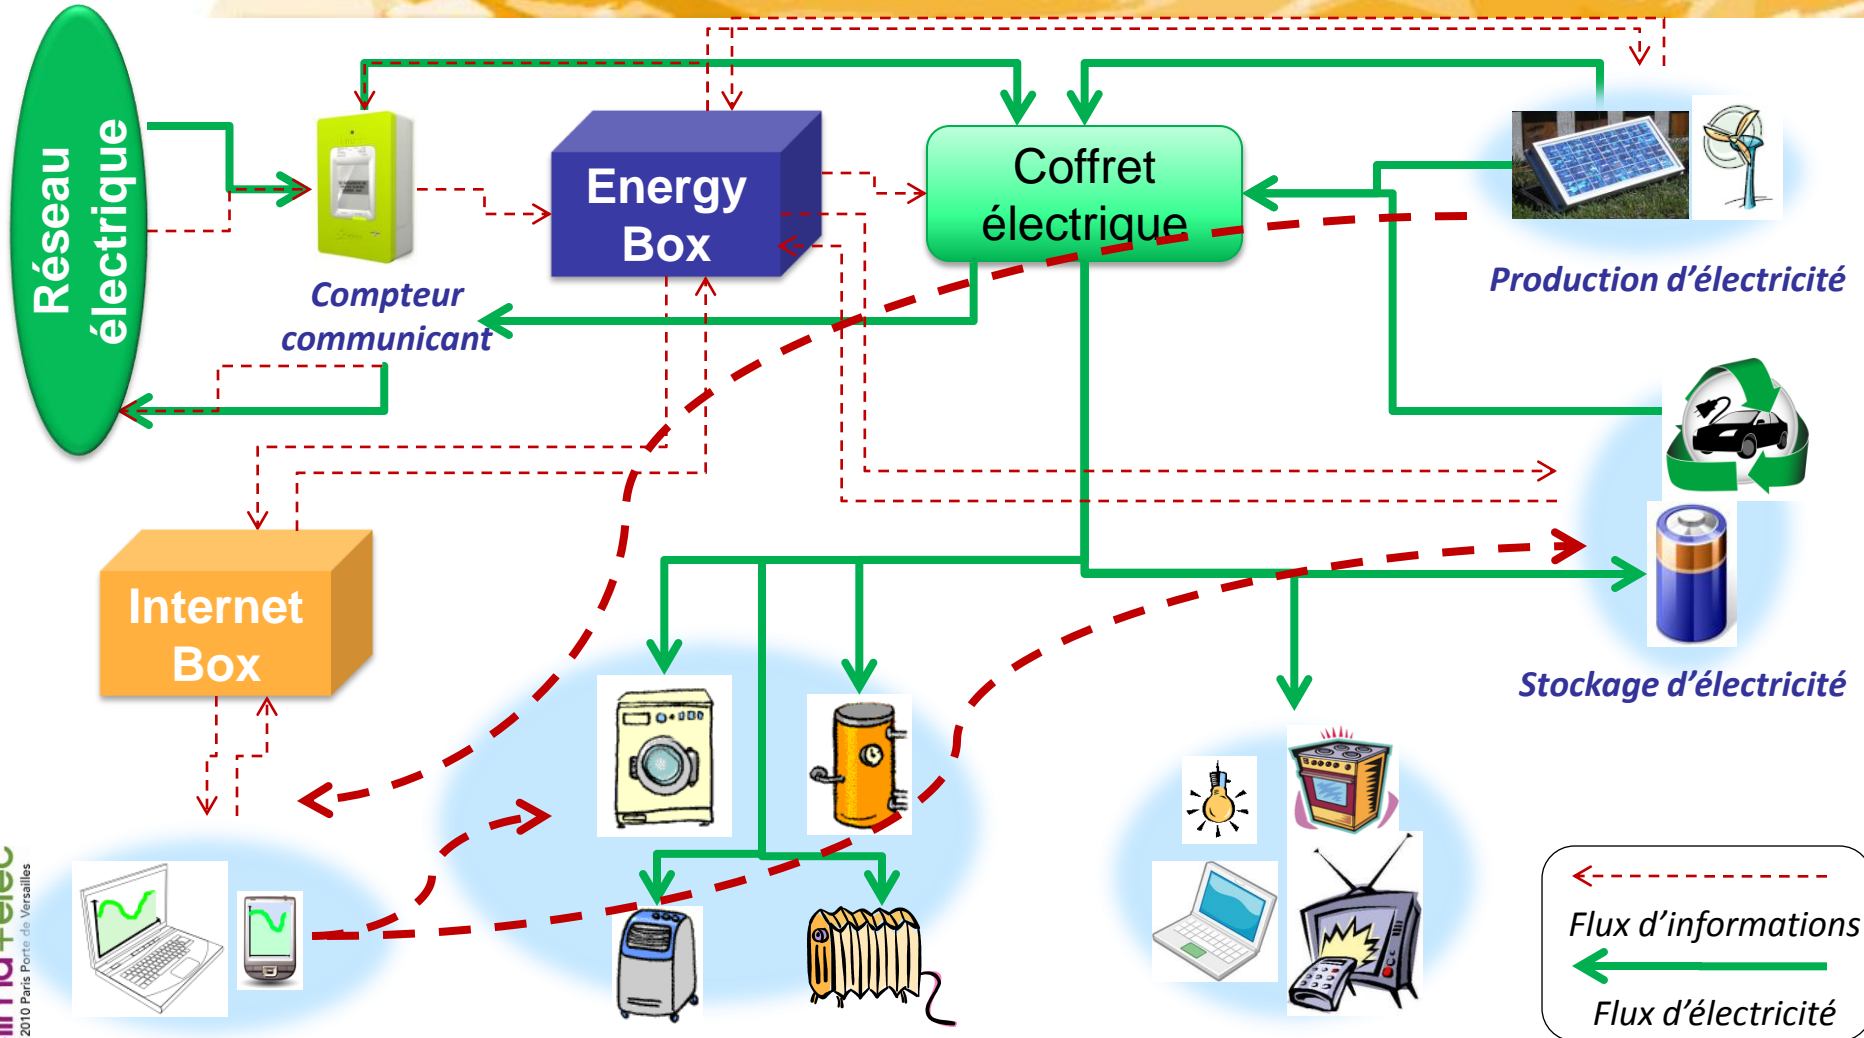 Réseau
électrique
Energy
Box
Coffret
électrique
Compteur
communicant
Production d'électricité
Internet
Box
Stockage d'électricité
Flux d'informations
Flux d'électricité
2010 Paris Porte de Versailles